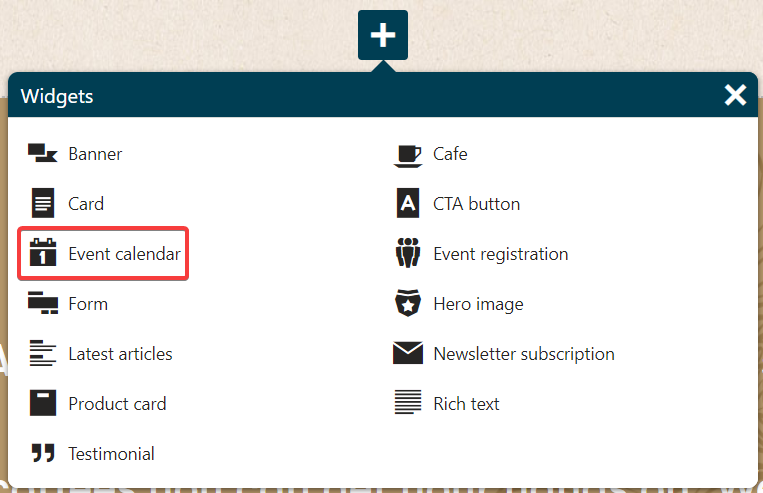 Widgets
Banner
Cafe
Card
CTA button
Event calendar
Event registration
Form
Hero image
Latest articles
Newsletter subscription
Product card
Rich text
Testimonial